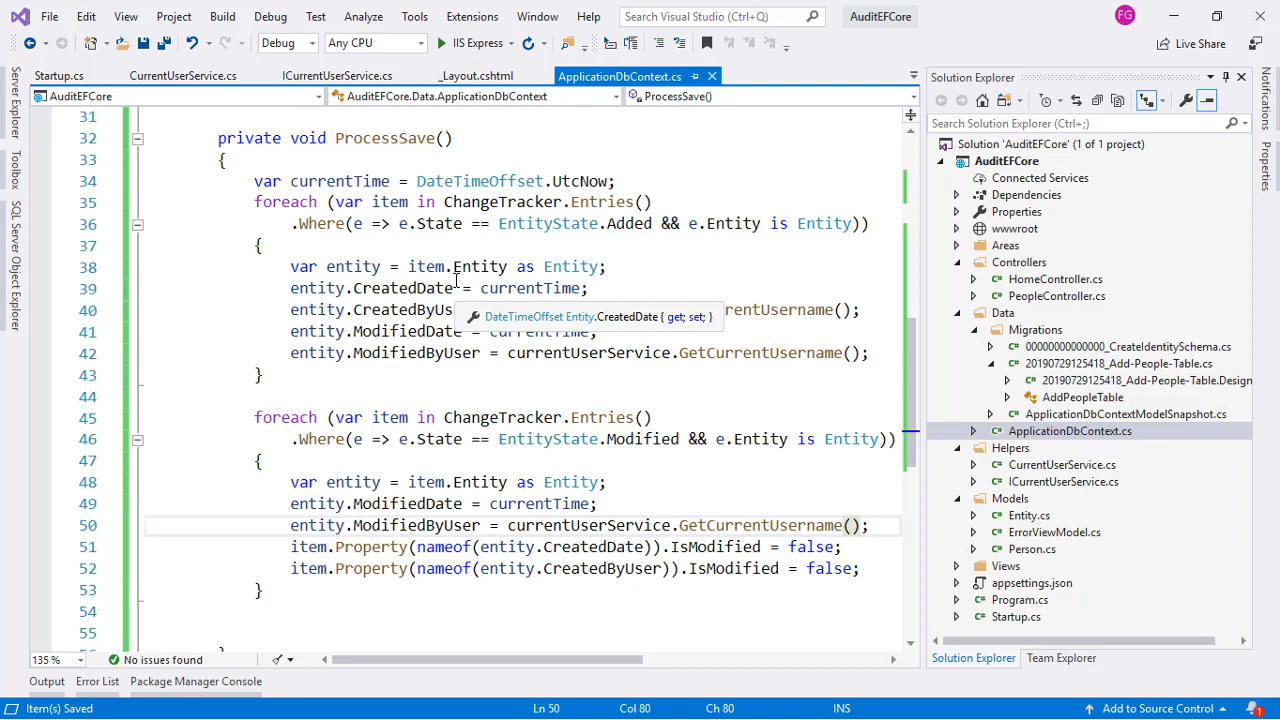 File Edit View Project Build Debug Test Analyze Tools Extensions Window Help Search Visual Studio (Ctrl+Q) AuditEFCore FG
Debug Any CPU IIS Express Live Share
Startup.cs CurrentUserService.cs ICurrentUserService.cs _Layout.cshtml ApplicationDbContext.cs
AuditEFCore AuditEFCore.Data.ApplicationDbContext ProcessSave()
Server Explorer
Toolbox
SQL Server Object Explorer
31
32 private void ProcessSave()
33 {
34 var currentTime = DateTimeOffset.UtcNow;
35 foreach (var item in ChangeTracker.Entries()
36 .Where(e => e.State == EntityState.Added && e.Entity is Entity))
37 {
38 var entity = item.Entity as Entity;
39 entity.CreatedDate = currentTime;
40 entity.CreatedByUs rrentUsername();
DateTimeOffset Entity.CreatedDate { get; set; }
41 entity.ModifiedDate = currentTime;
42 entity.ModifiedByUser = currentUserService.GetCurrentUsername();
43 }
44
45 foreach (var item in ChangeTracker.Entries()
46 .Where(e => e.State == EntityState.Modified && e.Entity is Entity))
47 {
48 var entity = item.Entity as Entity;
49 entity.ModifiedDate = currentTime;
50 entity.ModifiedByUser = currentUserService.GetCurrentUsername();
51 item.Property(nameof(entity.CreatedDate)).IsModified = false;
52 item.Property(nameof(entity.CreatedByUser)).IsModified = false;
53 }
54
55
135 % No issues found
Solution Explorer
Search Solution Explorer (Ctrl+;)
Solution 'AuditEFCore' (1 of 1 project)
AuditEFCore
Connected Services
Dependencies
Properties
wwwroot
Areas
Controllers
HomeController.cs
PeopleController.cs
Data
Migrations
00000000000000_CreateIdentitySchema.cs
20190729125418_Add-People-Table.cs
20190729125418_Add-People-Table.Design
AddPeopleTable
ApplicationDbContextModelSnapshot.cs
ApplicationDbContext.cs
Helpers
CurrentUserService.cs
ICurrentUserService.cs
Models
Entity.cs
ErrorViewModel.cs
Person.cs
Views
appsettings.json
Program.cs
Startup.cs
Solution Explorer Team Explorer
Notifications
Properties
Output Error List Package Manager Console
Item(s) Saved Ln 50 Col 80 Ch 80 INS Add to Source Control 1